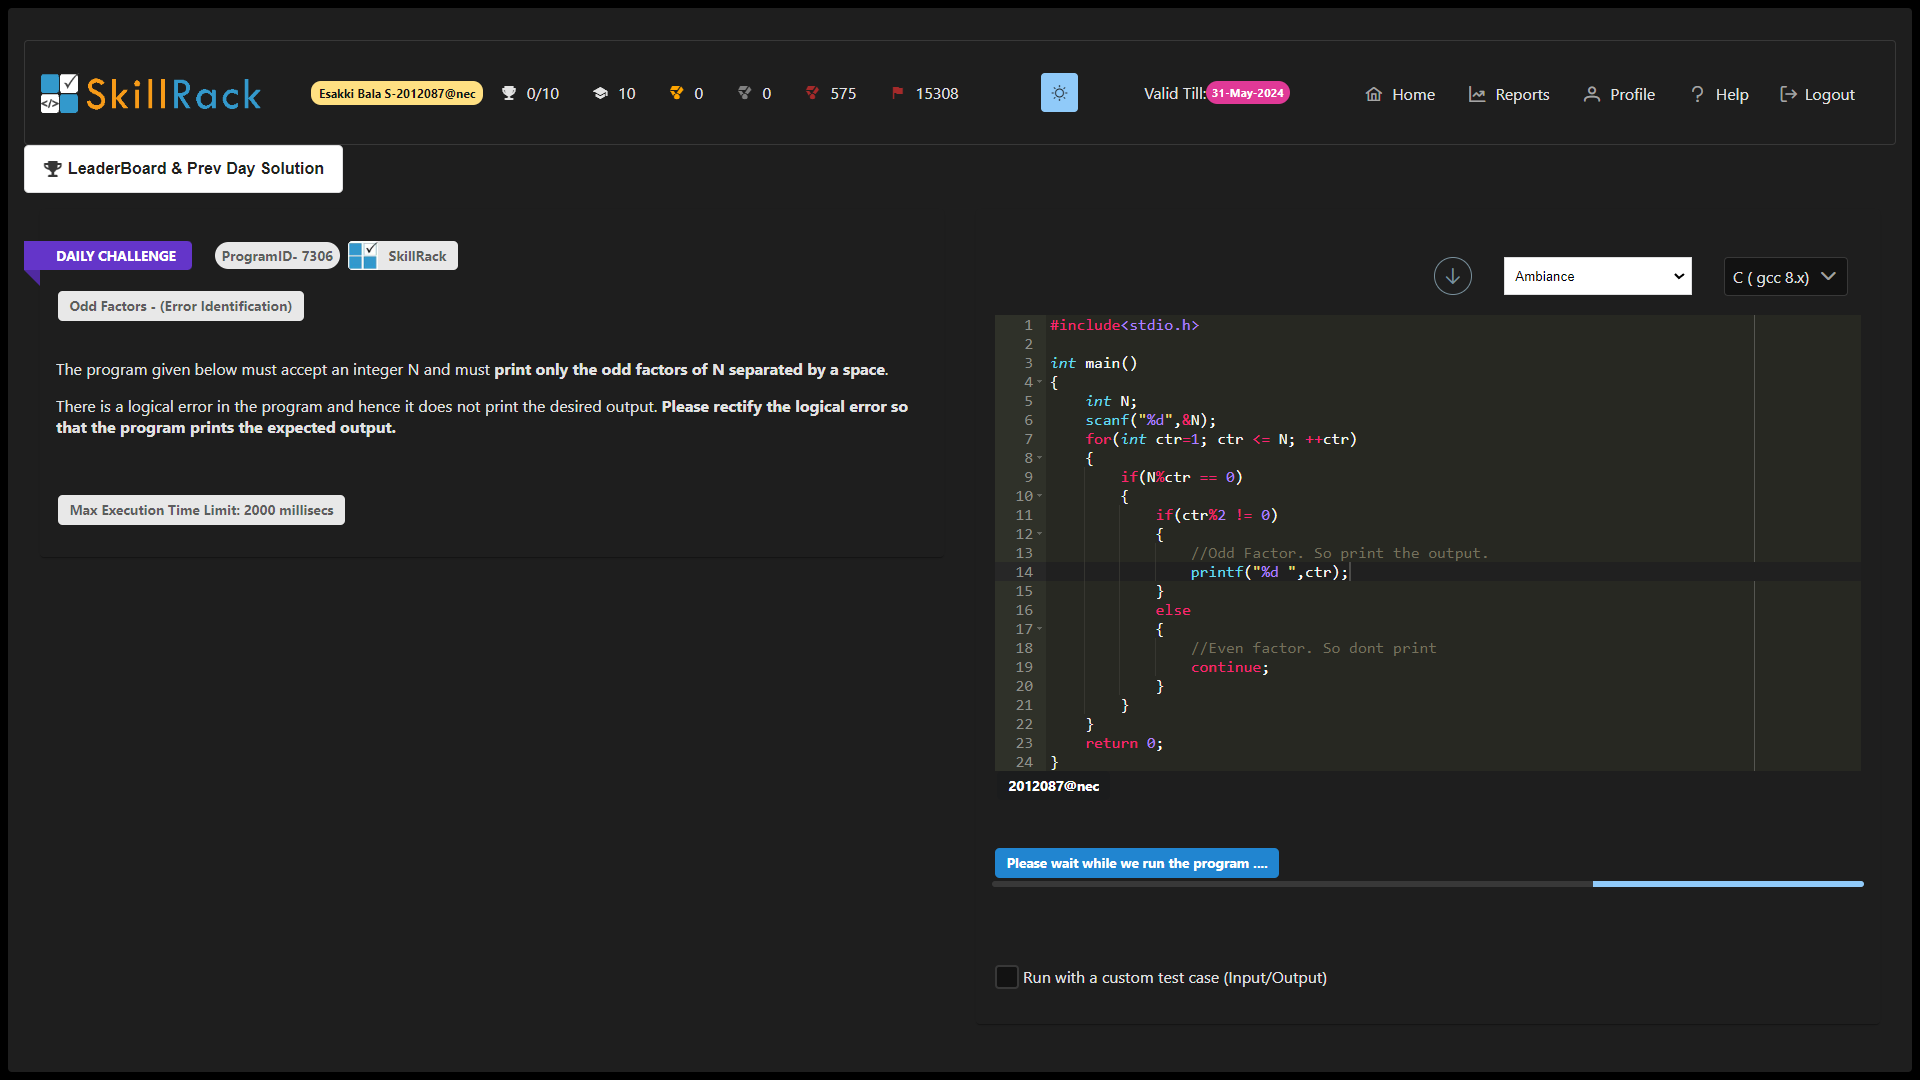 SkillRack
Esakki Bala S-2012087@nec
0/10
10
0
0
575
15308
Valid Till:31-May-2024
Home
Reports
Profile
? Help
Logout
LeaderBoard & Prev Day Solution
DAILY CHALLENGE
ProgramID- 7306
SkillRack
Odd Factors - (Error Identification)
The program given below must accept an integer N and must print only the odd factors of N separated by a space.
There is a logical error in the program and hence it does not print the desired output. Please rectify the logical error so
that the program prints the expected output.
Max Execution Time Limit: 2000 millisecs
Ambiance
C ( gcc 8.x)
1 #include<stdio.h>
2
3 int main()
4 {
5 int N;
6 scanf("%d",&N);
7 for(int ctr=1; ctr <= N; ++ctr)
8 {
9 if(N%ctr == 0)
10 {
11 if(ctr%2 != 0)
12 {
13 //Odd Factor. So print the output.
14 printf("%d ",ctr);
15 }
16 else
17 {
18 //Even factor. So dont print
19 continue;
20 }
21 }
22 }
23 return 0;
24 }
2012087@nec
Please wait while we run the program ....
Run with a custom test case (Input/Output)